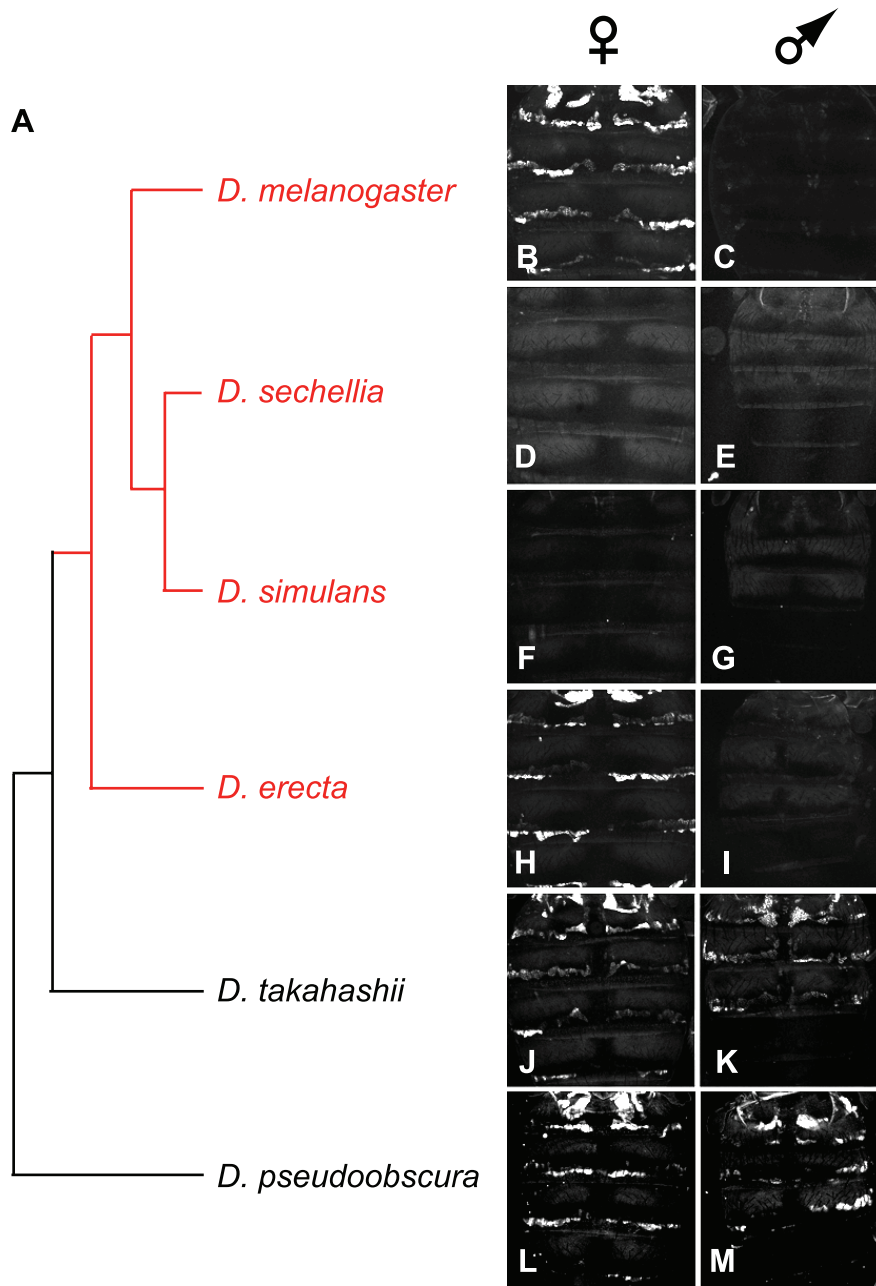 ♀ ♂
A
D. melanogaster
B C
D. sechellia
D E
D. simulans
F G
D. erecta
H I
D. takahashii
J K
D. pseudoobscura
L M